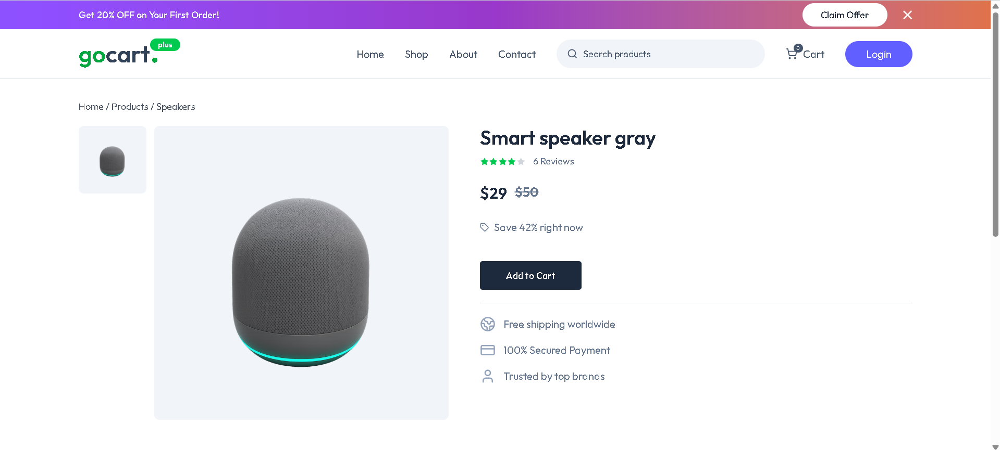 Get 20% OFF on Your First Order!
Claim Offer
gocart.
plus
Home
Shop
About
Contact
Search products
0
Cart
Login
Home / Products / Speakers
Smart speaker gray
6 Reviews
$29 $50
Save 42% right now
Add to Cart
Free shipping worldwide
100% Secured Payment
Trusted by top brands